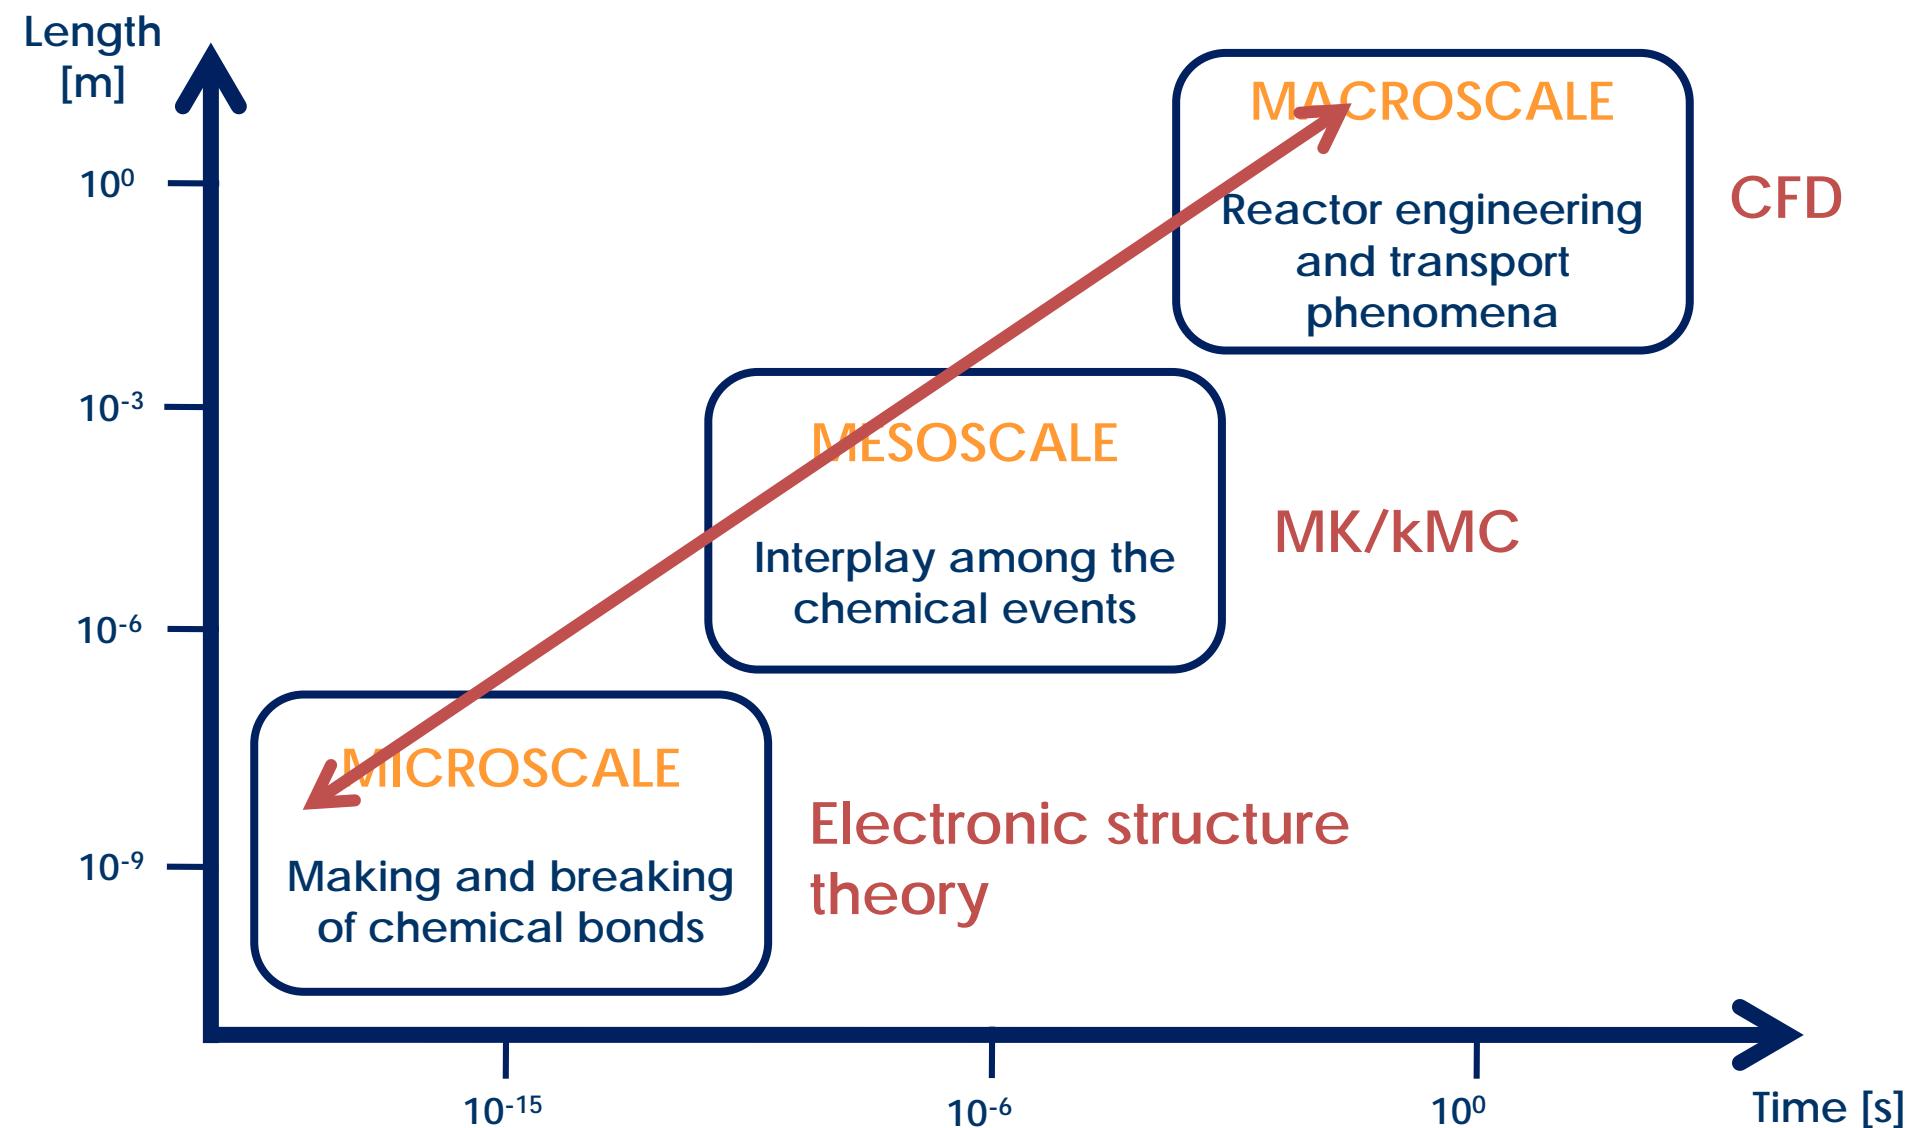 Length
[m]
MACROSCALE
10⁰
CFD
Reactor engineering
and transport
phenomena
10⁻³
MESOSCALE
MK/kMC
Interplay among the
chemical events
10⁻⁶
MICROSCALE
Electronic structure
theory
10⁻⁹
Making and breaking
of chemical bonds
10⁻¹⁵
10⁻⁶
10⁰
Time [s]